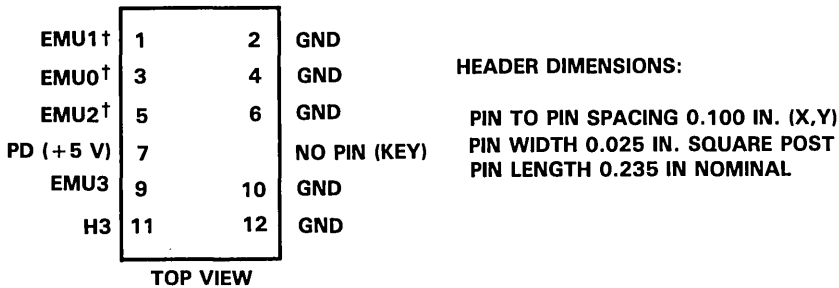 EMU1† 1 2 GND
EMU0† 3 4 GND
EMU2† 5 6 GND
PD (+5 V) 7 NO PIN (KEY)
EMU3 9 10 GND
H3 11 12 GND
TOP VIEW
HEADER DIMENSIONS:
PIN TO PIN SPACING 0.100 IN. (X,Y)
PIN WIDTH 0.025 IN. SQUARE POST
PIN LENGTH 0.235 IN NOMINAL